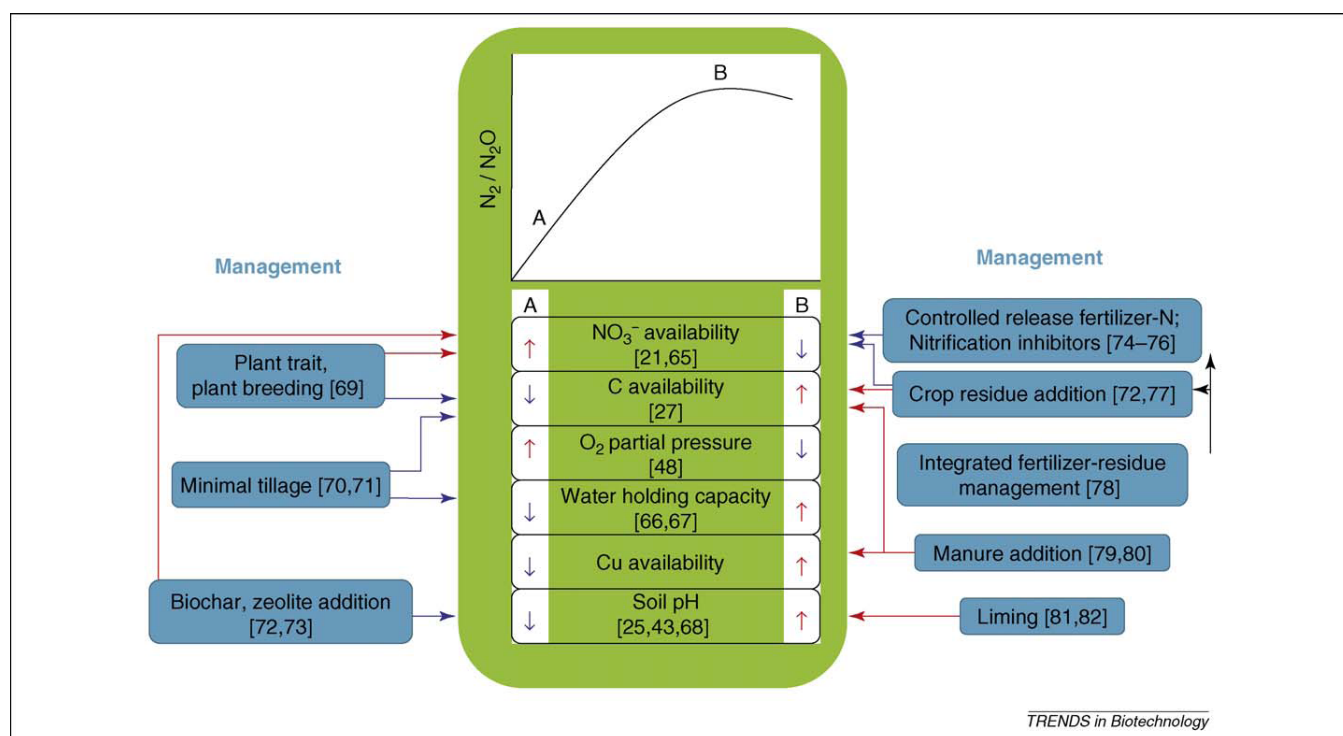 B
A
N₂ / N₂O
Management
Management
A
B
NO₃⁻ availability
[21,65]
↑
↓
C availability
[27]
↓
↑
O₂ partial pressure
[48]
↑
↓
Water holding capacity
[66,67]
↓
↑
Cu availability
↓
↑
Soil pH
[25,43,68]
↓
↑
Plant trait,
plant breeding [69]
Minimal tillage [70,71]
Biochar, zeolite addition
[72,73]
Controlled release fertilizer-N;
Nitrification inhibitors [74–76]
Crop residue addition [72,77]
Integrated fertilizer-residue
management [78]
Manure addition [79,80]
Liming [81,82]
TRENDS in Biotechnology